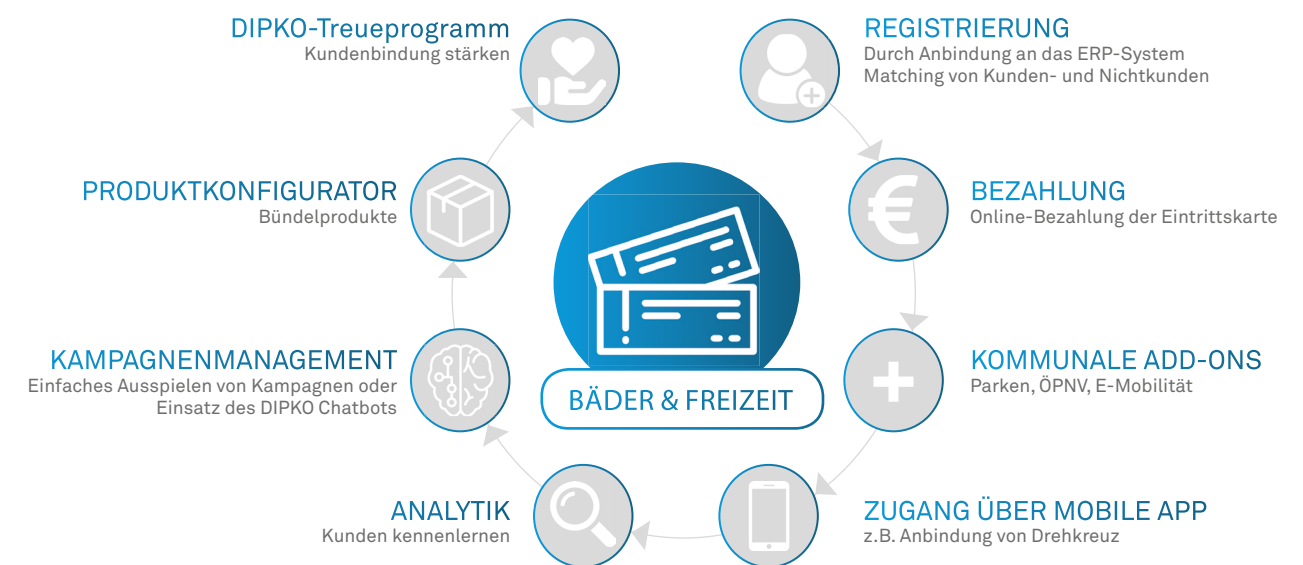 DIPKO-Treueprogramm
Kundenbindung stärken
REGISTRIERUNG
Durch Anbindung an das ERP-System
Matching von Kunden- und Nichtkunden
PRODUKTKONFIGURATOR
Bündelprodukte
BEZAHLUNG
Online-Bezahlung der Eintrittskarte
KAMPAGNENMANAGEMENT
Einfaches Ausspielen von Kampagnen oder
Einsatz des DIPKO Chatbots
BÄDER & FREIZEIT
KOMMUNALE ADD-ONS
Parken, ÖPNV, E-Mobilität
ANALYTIK
Kunden kennenlernen
ZUGANG ÜBER MOBILE APP
z.B. Anbindung von Drehkreuz